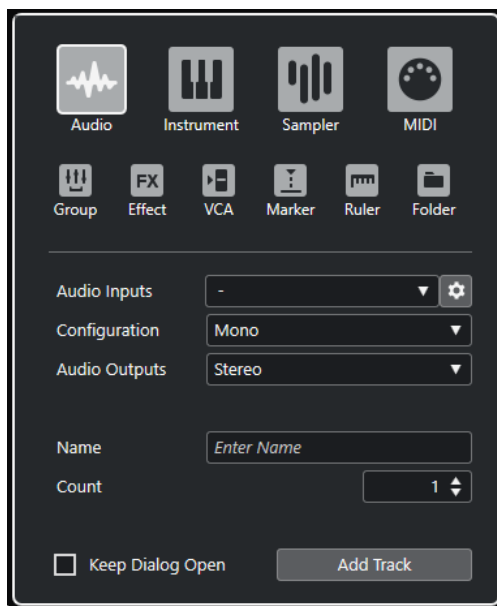 Audio Instrument Sampler MIDI
FX
Group Effect VCA Marker Ruler Folder
Audio Inputs -
Configuration Mono
Audio Outputs Stereo
Name Enter Name
Count 1
Keep Dialog Open Add Track